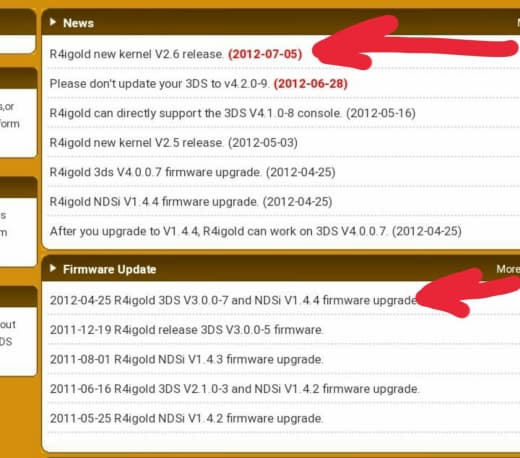 News
R4igold new kernel V2.6 release. (2012-07-05)
Please don't update your 3DS to v4.2.0-9. (2012-06-28)
R4igold can directly support the 3DS V4.1.0-8 console. (2012-05-16)
R4igold new kernel V2.5 release. (2012-05-03)
R4igold 3ds V4.0.0.7 firmware upgrade. (2012-04-25)
R4igold NDSi V1.4.4 firmware upgrade. (2012-04-25)
After you upgrade to V1.4.4, R4igold can work on 3DS V4.0.0.7. (2012-04-25)
Firmware Update
More
2012-04-25 R4igold 3DS V3.0.0-7 and NDSi V1.4.4 firmware upgrade
2011-12-19 R4igold release 3DS V3.0.0-5 firmware.
2011-08-01 R4igold NDSi V1.4.3 firmware upgrade.
2011-06-16 R4igold 3DS V2.1.0-3 and NDSi V1.4.2 firmware upgrade.
2011-05-25 R4igold NDSi V1.4.2 firmware upgrade.